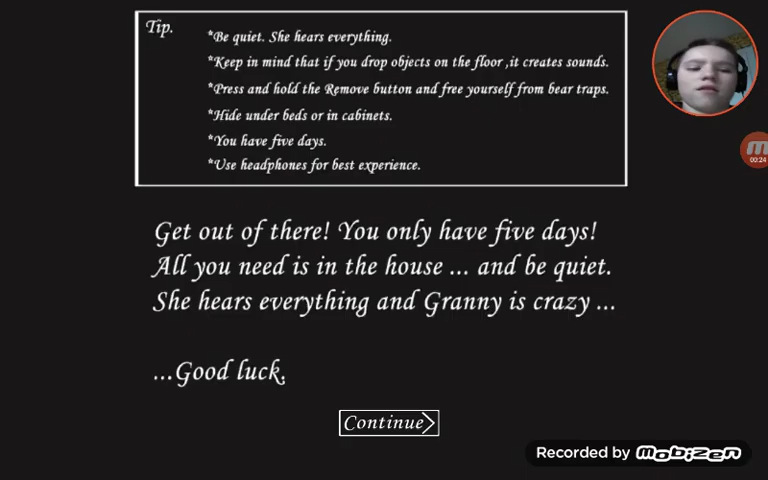 Tip.
*Be quiet. She hears everything.
*Keep in mind that if you drop objects on the floor ,it creates sounds.
*Press and hold the Remove button and free yourself from bear traps.
*Hide under beds or in cabinets.
*You have five days.
*Use headphones for best experience.
00:24
Get out of there! You only have five days!
All you need is in the house ... and be quiet.
She hears everything and Granny is crazy ...
...Good luck.
Continue
Recorded by mobizen